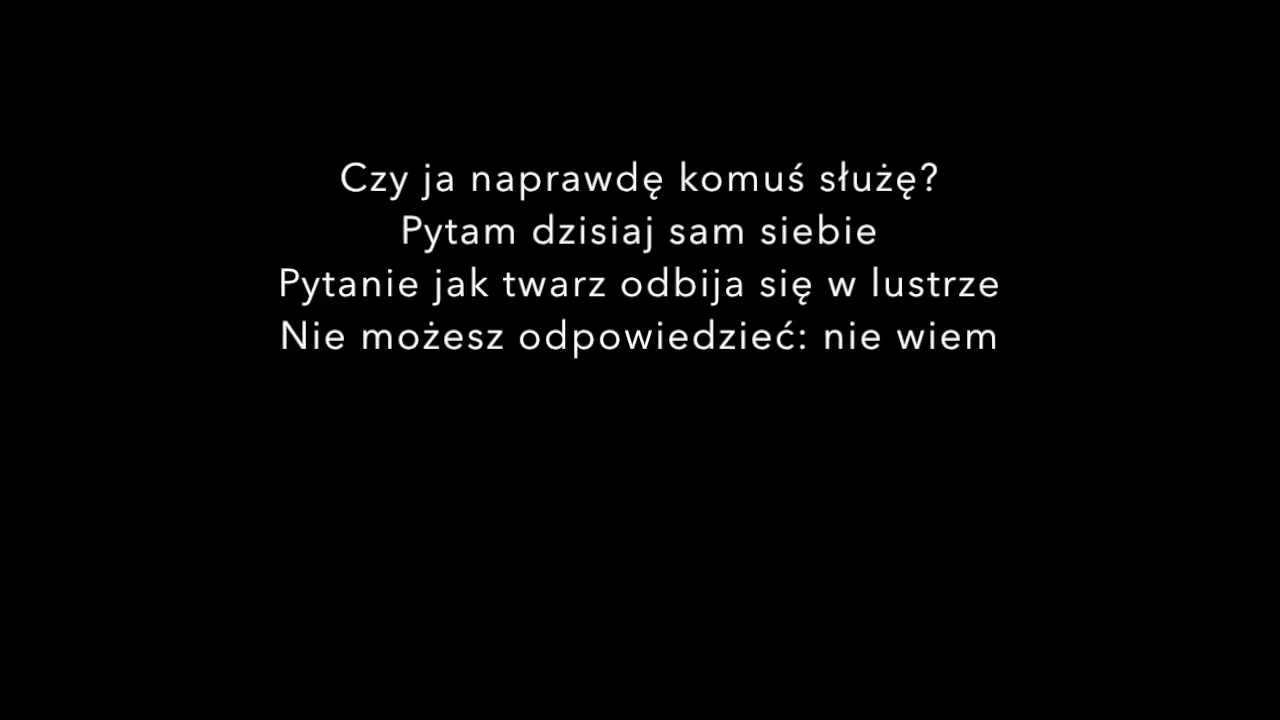 Czy ja naprawdę komuś służę?
Pytam dzisiaj sam siebie
Pytanie jak twarz odbija się w lustrze
Nie możesz odpowiedzieć: nie wiem